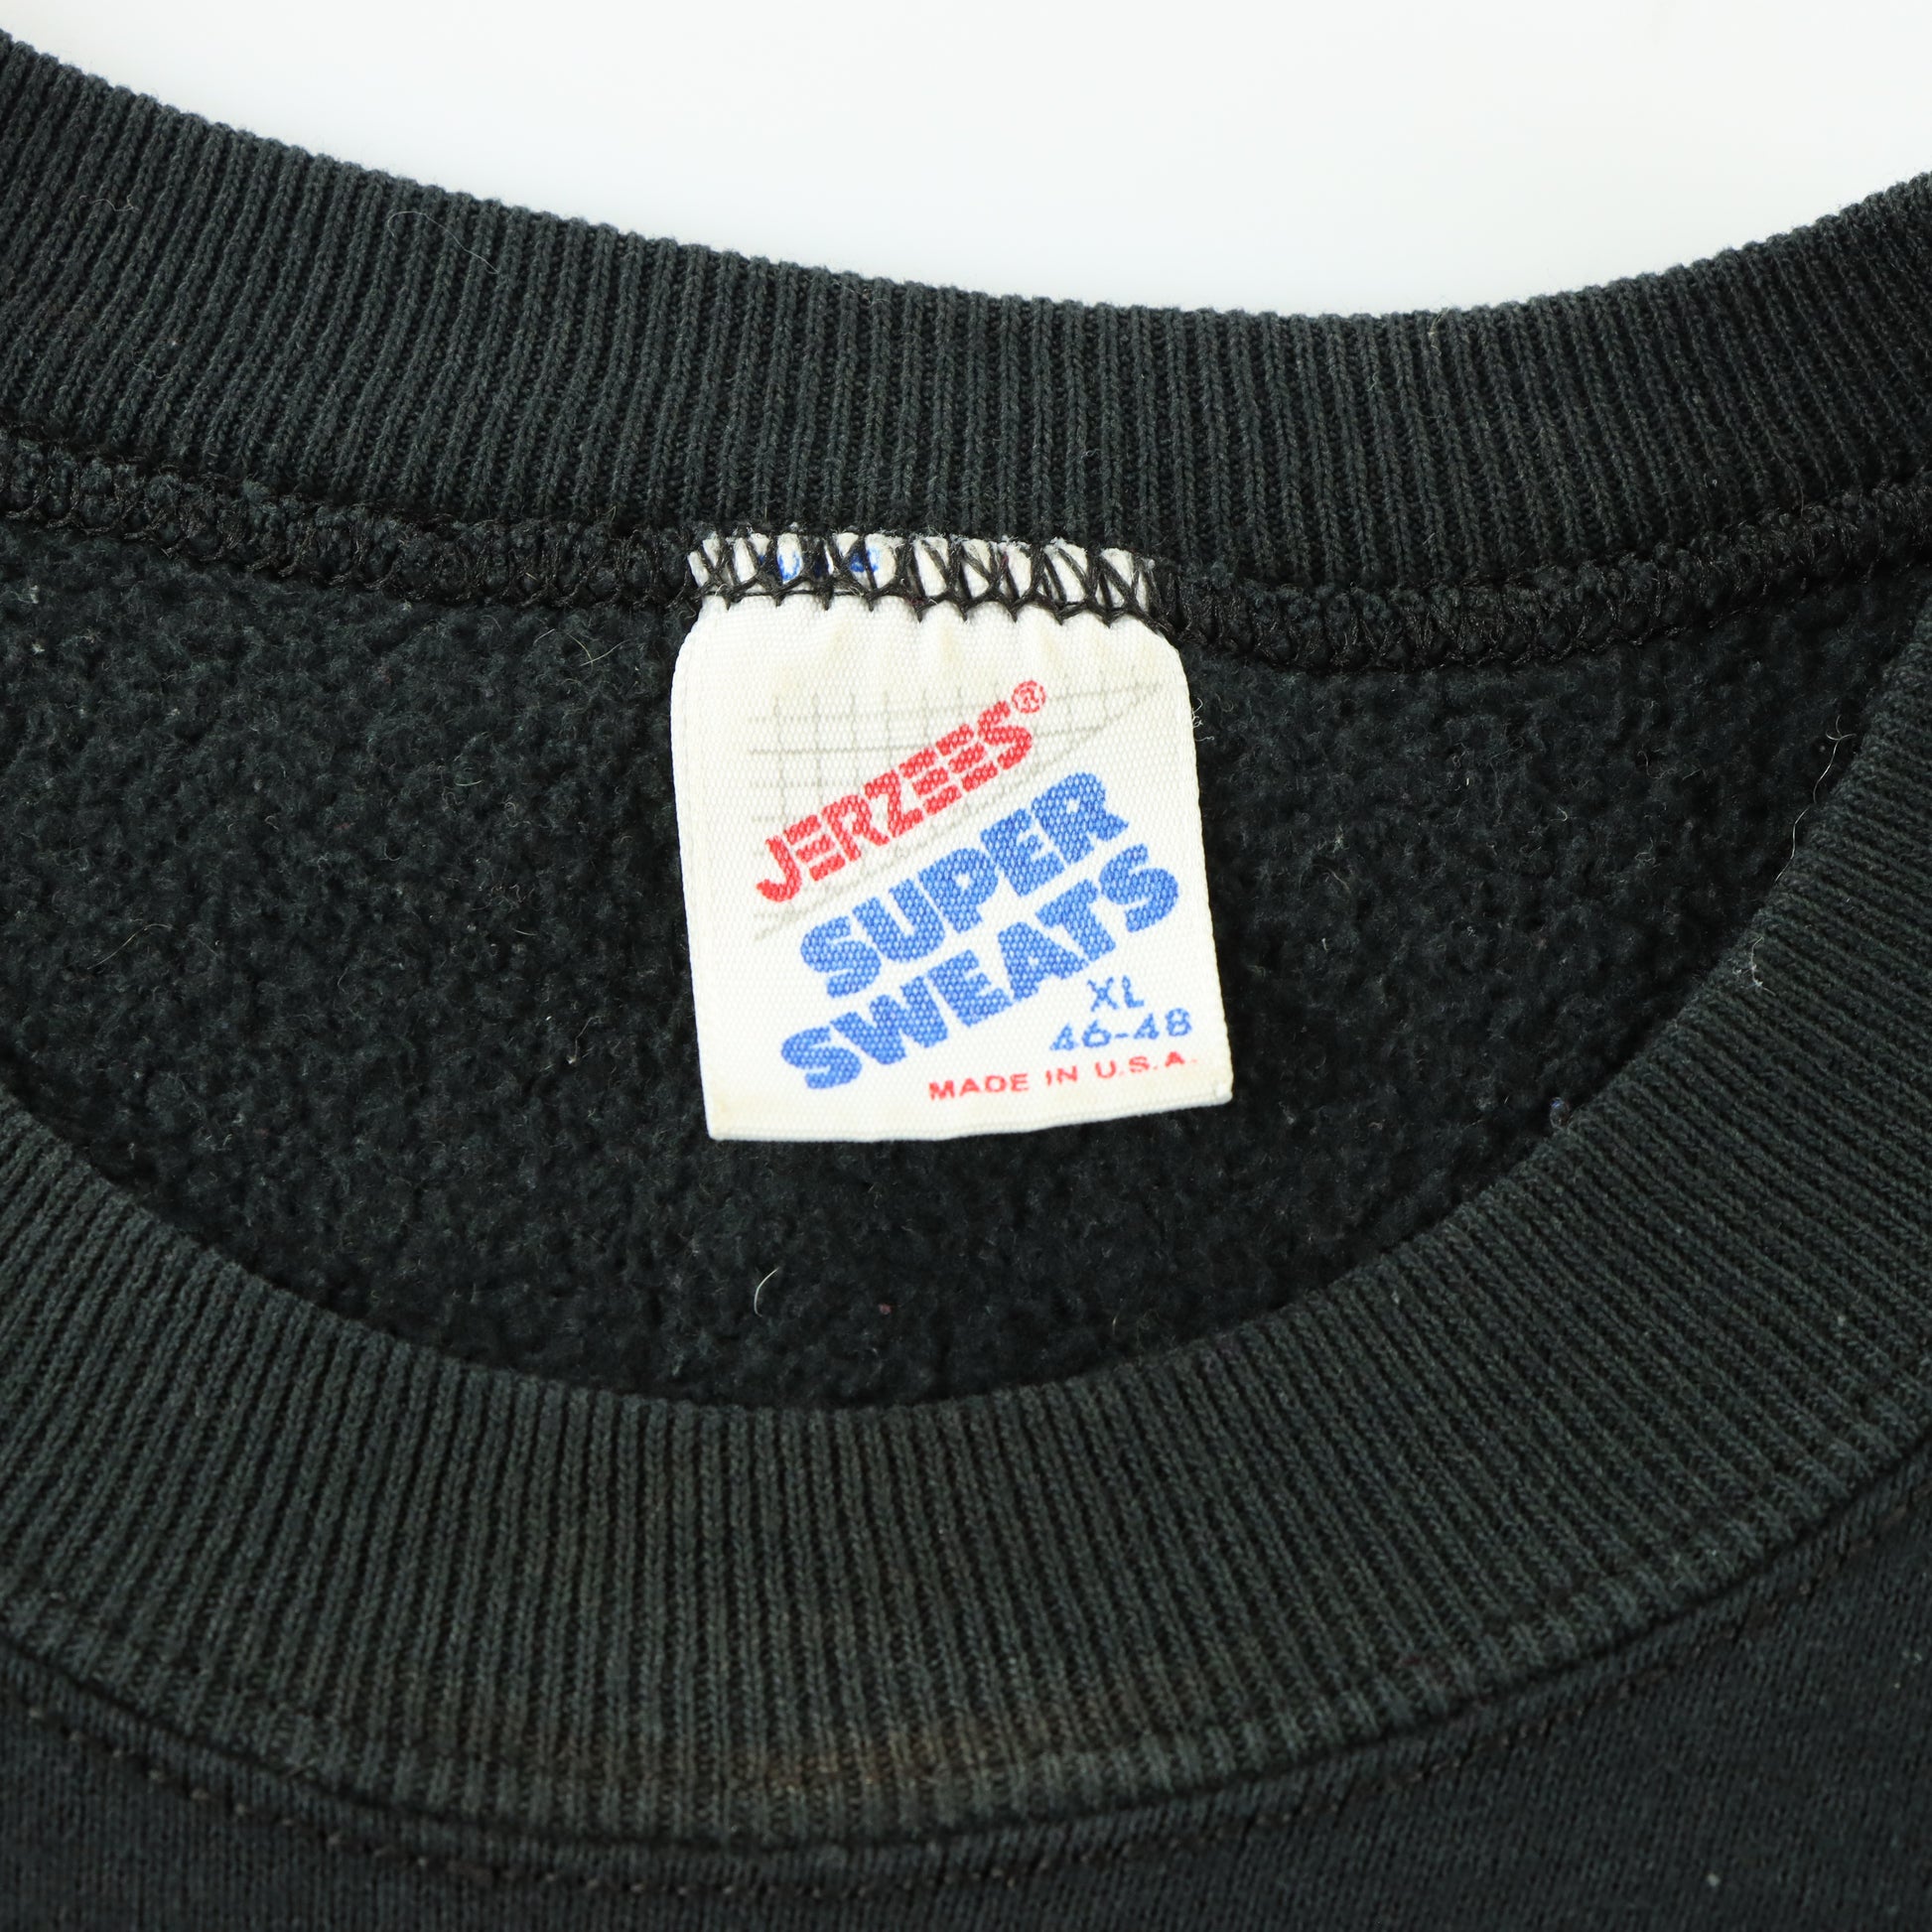 JERZEES®
SUPER
SWEATS
XL
46-48
MADE IN U.S.A.